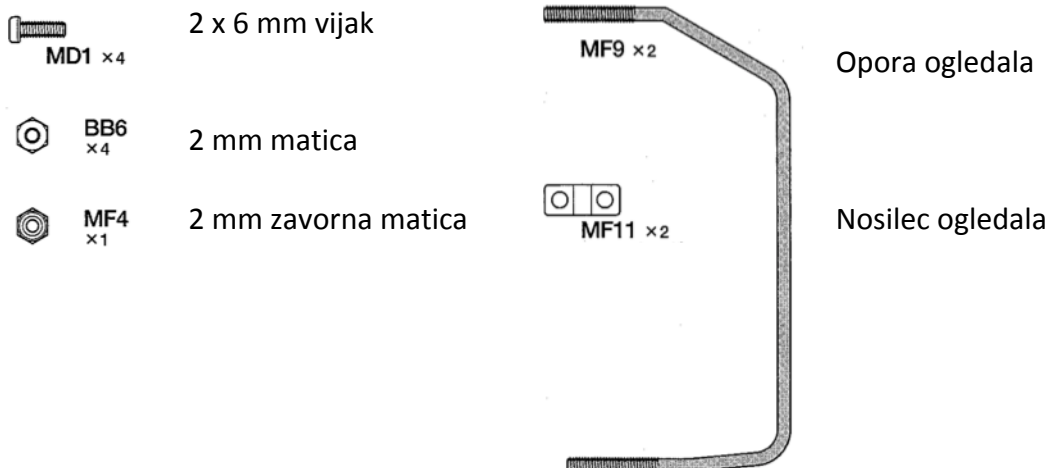 2 x 6 mm vijak
MD1 ×4
BB6
×4
2 mm matica
MF4
×1
2 mm zavorna matica
MF9 ×2
Opora ogledala
MF11 ×2
Nosilec ogledala